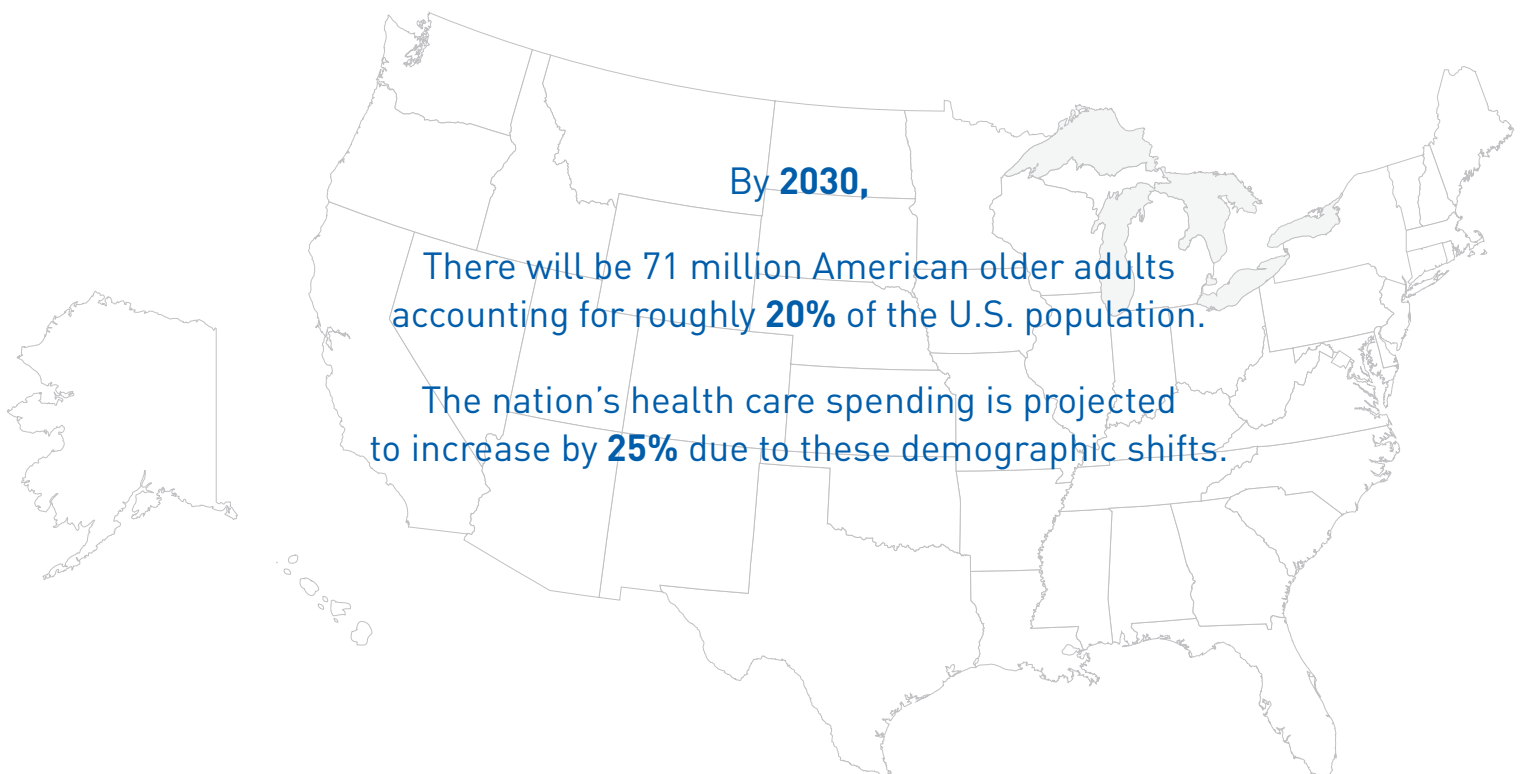 By 2030,
There will be 71 million American older adults
accounting for roughly 20% of the U.S. population.
The nation’s health care spending is projected
to increase by 25% due to these demographic shifts.